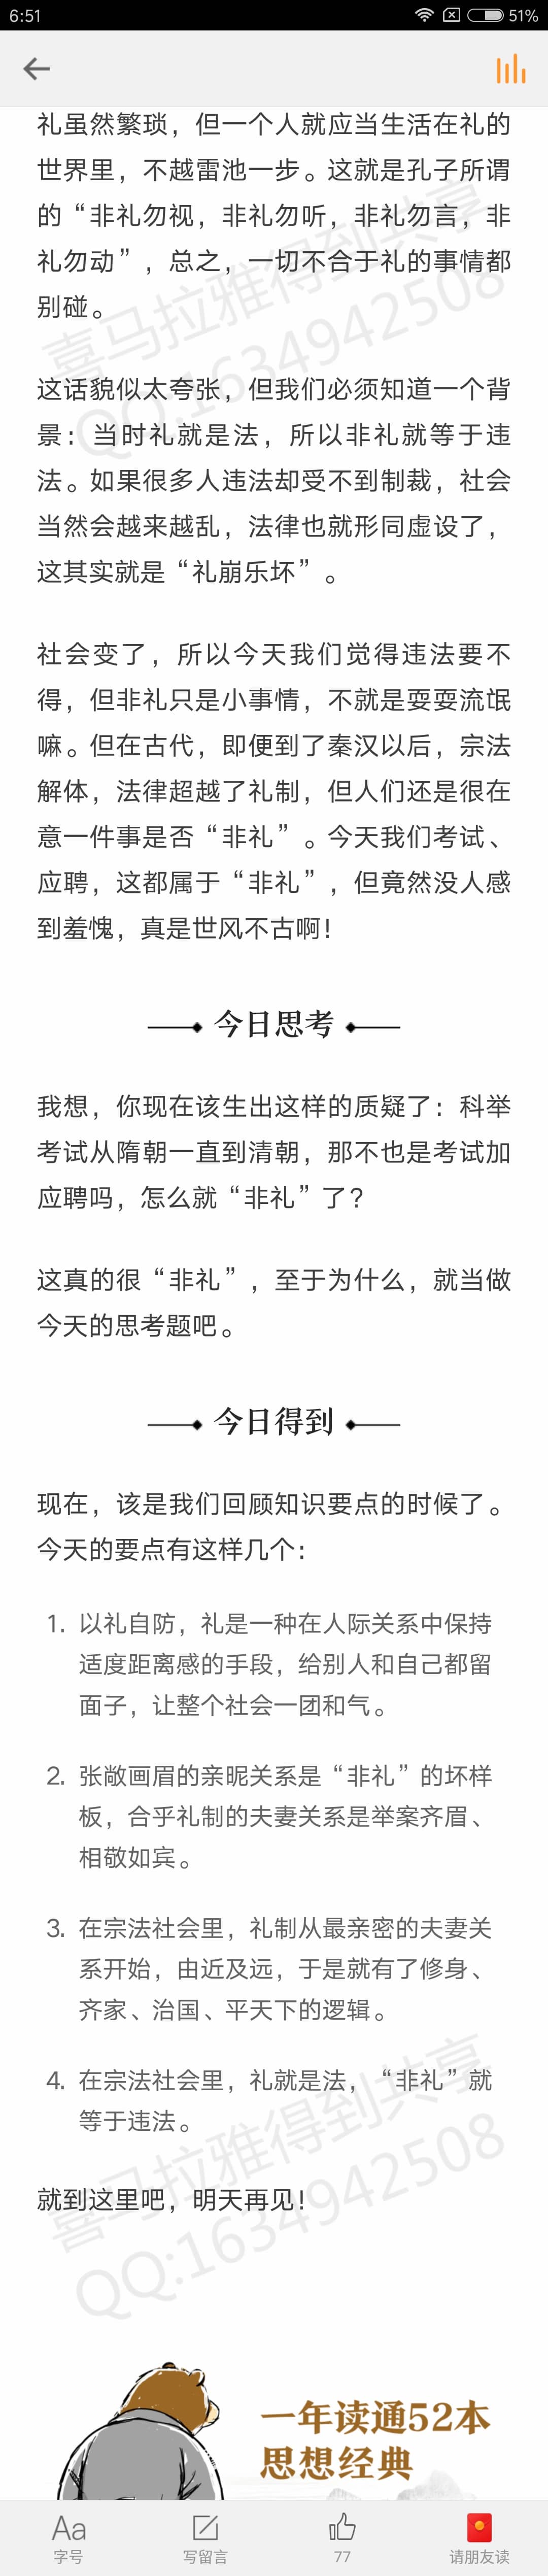 6:51
51%
礼虽然繁琐，但一个人就应当生活在礼的
世界里，不越雷池一步。这就是孔子所谓
的“非礼勿视，非礼勿听，非礼勿言，非
礼勿动”，总之，一切不合于礼的事情都
别碰。
喜马拉雅得到共享
QQ:1634942508
这话貌似太夸张，但我们必须知道一个背
景：当时礼就是法，所以非礼就等于违
法。如果很多人违法却受不到制裁，社会
当然会越来越乱，法律也就形同虚设了，
这其实就是“礼崩乐坏”。
社会变了，所以今天我们觉得违法要不
得，但非礼只是小事情，不就是耍耍流氓
嘛。但在古代，即便到了秦汉以后，宗法
解体，法律超越了礼制，但人们还是很在
意一件事是否“非礼”。今天我们考试、
应聘，这都属于“非礼”，但竟然没人感
到羞愧，真是世风不古啊！
今日思考
我想，你现在该生出这样的质疑了：科举
考试从隋朝一直到清朝，那不也是考试加
应聘吗，怎么就“非礼”了？
这真的很“非礼”，至于为什么，就当做
今天的思考题吧。
今日得到
现在，该是我们回顾知识要点的时候了。
今天的要点有这样几个：
1. 以礼自防，礼是一种在人际关系中保持
适度距离感的手段，给别人和自己都留
面子，让整个社会一团和气。
2. 张敞画眉的亲昵关系是“非礼”的坏样
板，合乎礼制的夫妻关系是举案齐眉、
相敬如宾。
3. 在宗法社会里，礼制从最亲密的夫妻关
系开始，由近及远，于是就有了修身、
齐家、治国、平天下的逻辑。
4. 在宗法社会里，礼就是法，“非礼”就
等于违法。
喜马拉雅得到共享
QQ:1634942508
就到这里吧，明天再见！
一年读通52本
思想经典
Aa
字号
写留言
77
请朋友读